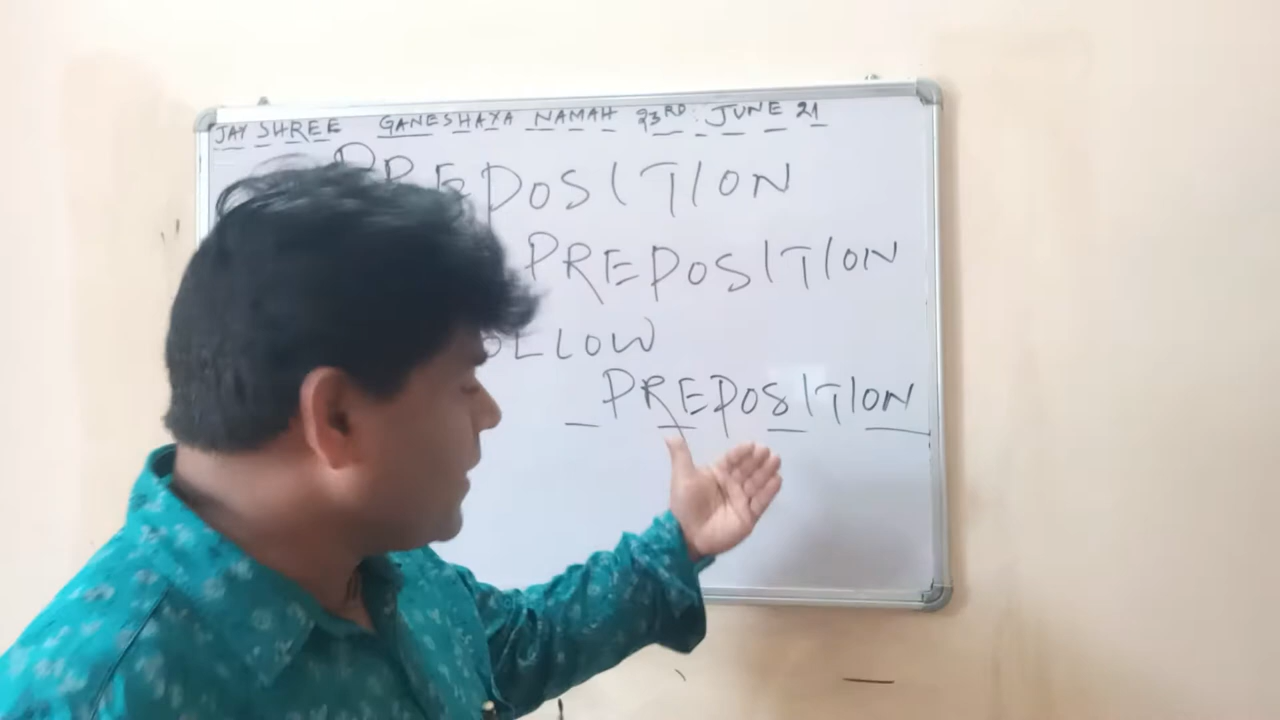 JAY SHREE GANESHAYA NAMAH 23RD JUNE 21
PREPOSITION
PREPOSITION
OLLOW
PREPOSITION